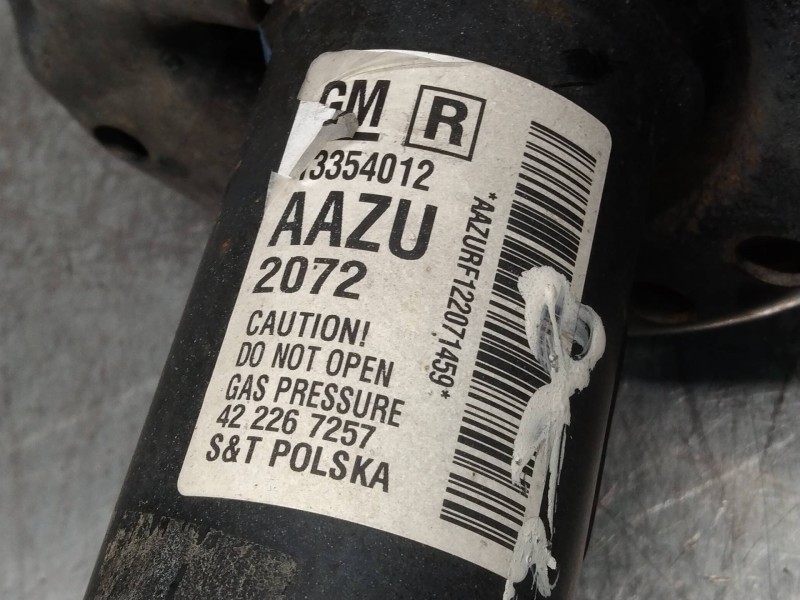 GM R
13354012
AAZU
2072
CAUTION!
DO NOT OPEN
GAS PRESSURE
42 226 7257
S&T POLSKA
*AAZURF122071459*